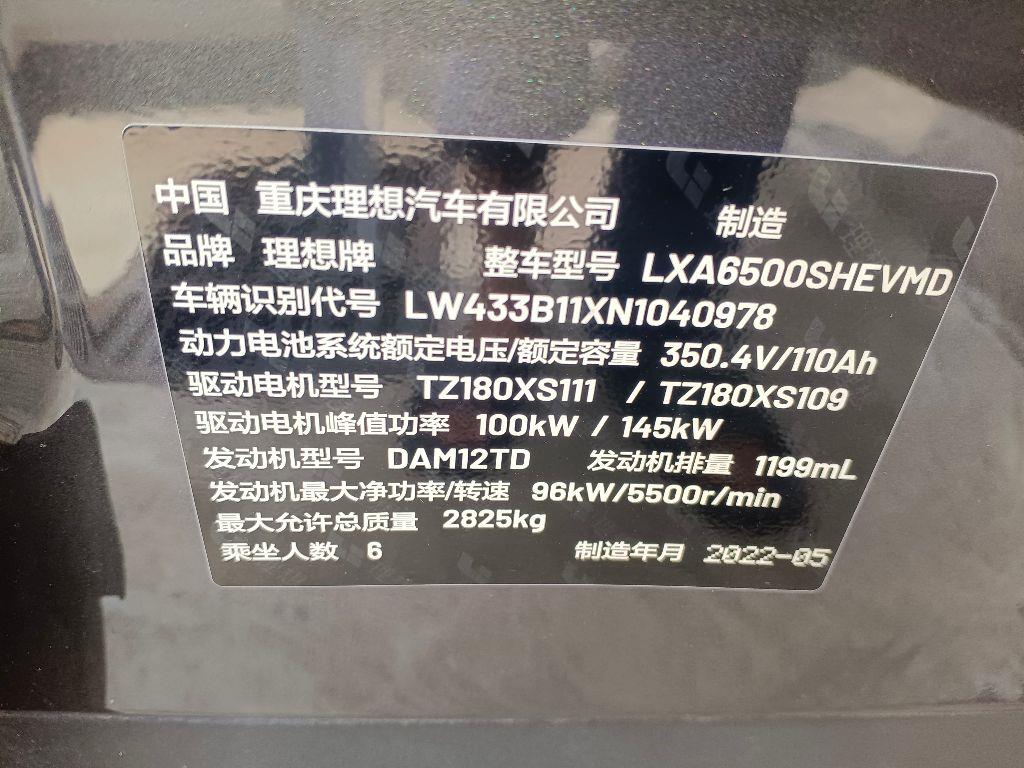 中国 重庆理想汽车有限公司 制造
品牌 理想牌 整车型号 LXA6500SHEVMD
车辆识别代号 LW433B11XN1040978
动力电池系统额定电压/额定容量 350.4V/110Ah
驱动电机型号 TZ180XS111 / TZ180XS109
驱动电机峰值功率 100kW / 145kW
发动机型号 DAM12TD 发动机排量 1199mL
发动机最大净功率/转速 96kW/5500r/min
最大允许总质量 2825kg
乘坐人数 6 制造年月 2022-05